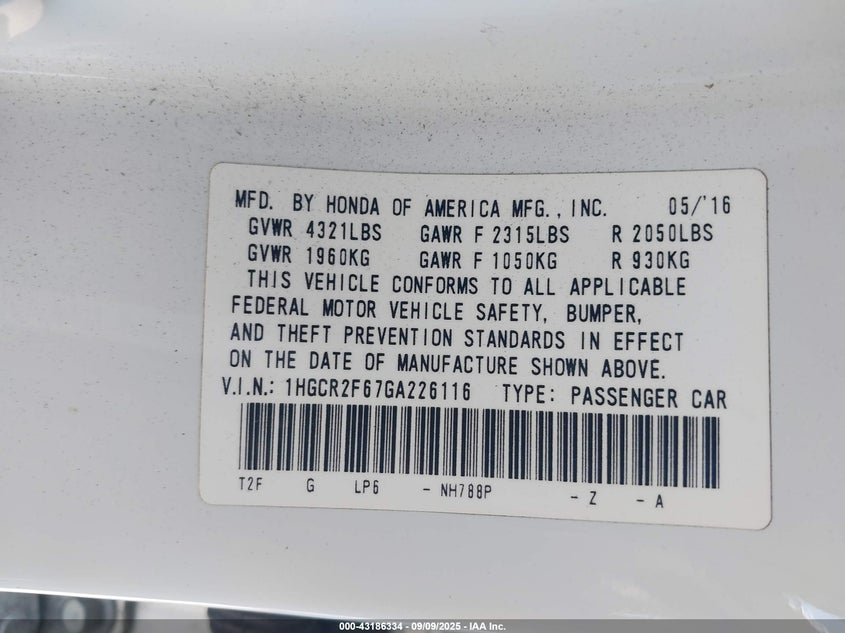 MFD. BY HONDA OF AMERICA MFG., INC. 05/'16
GVWR 4321LBS GAWR F 2315LBS R 2050LBS
GVWR 1960KG GAWR F 1050KG R 930KG
THIS VEHICLE CONFORMS TO ALL APPLICABLE
FEDERAL MOTOR VEHICLE SAFETY, BUMPER,
AND THEFT PREVENTION STANDARDS IN EFFECT
ON THE DATE OF MANUFACTURE SHOWN ABOVE.
V.I.N.: 1HGCR2F67GA226116 TYPE: PASSENGER CAR
T2F G LP6 - NH788P - Z - A
000-43186334 - 09/09/2025 - IAA Inc.